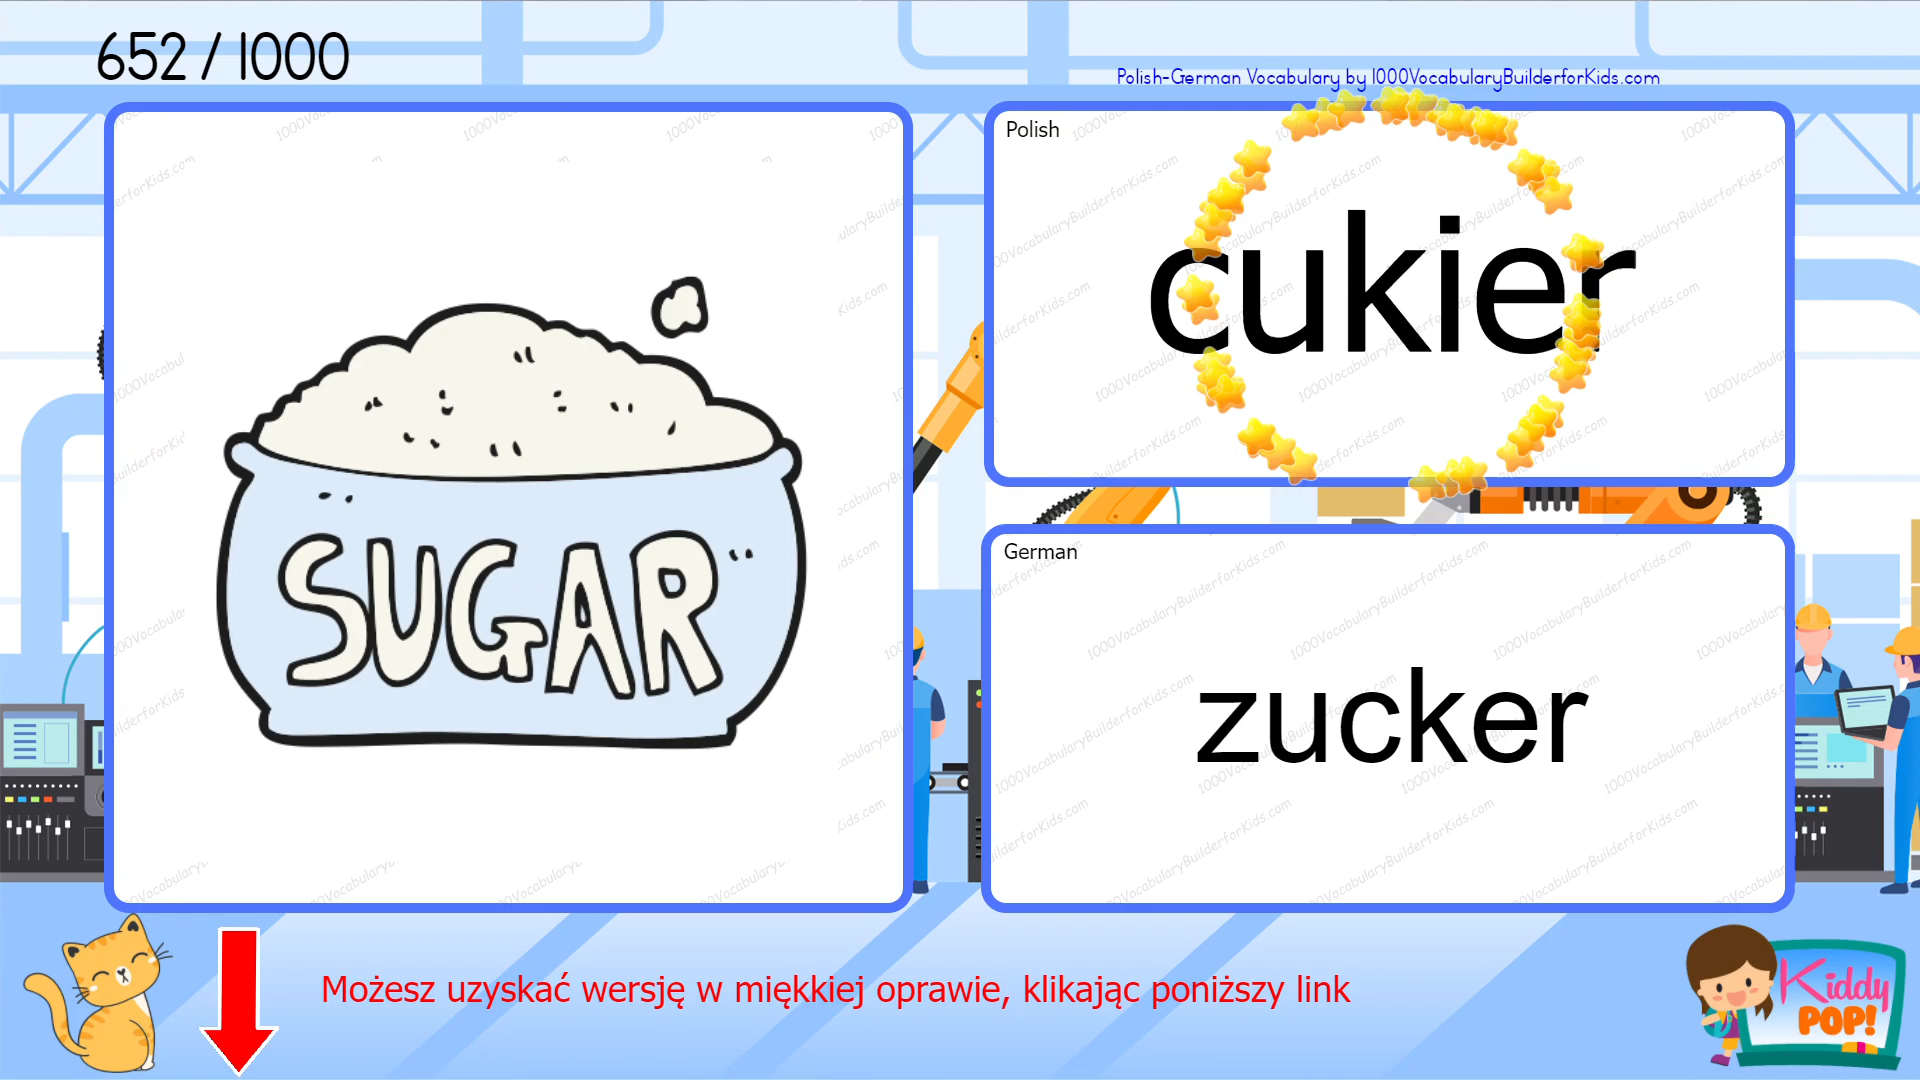 652 / 1000
Polish-German Vocabulary by 1000VocabularyBuilderforKids.com
Polish
cukier
SUGAR
German
zucker
Możesz uzyskać wersję w miękkiej oprawie, klikając poniższy link
Kiddy
POP!